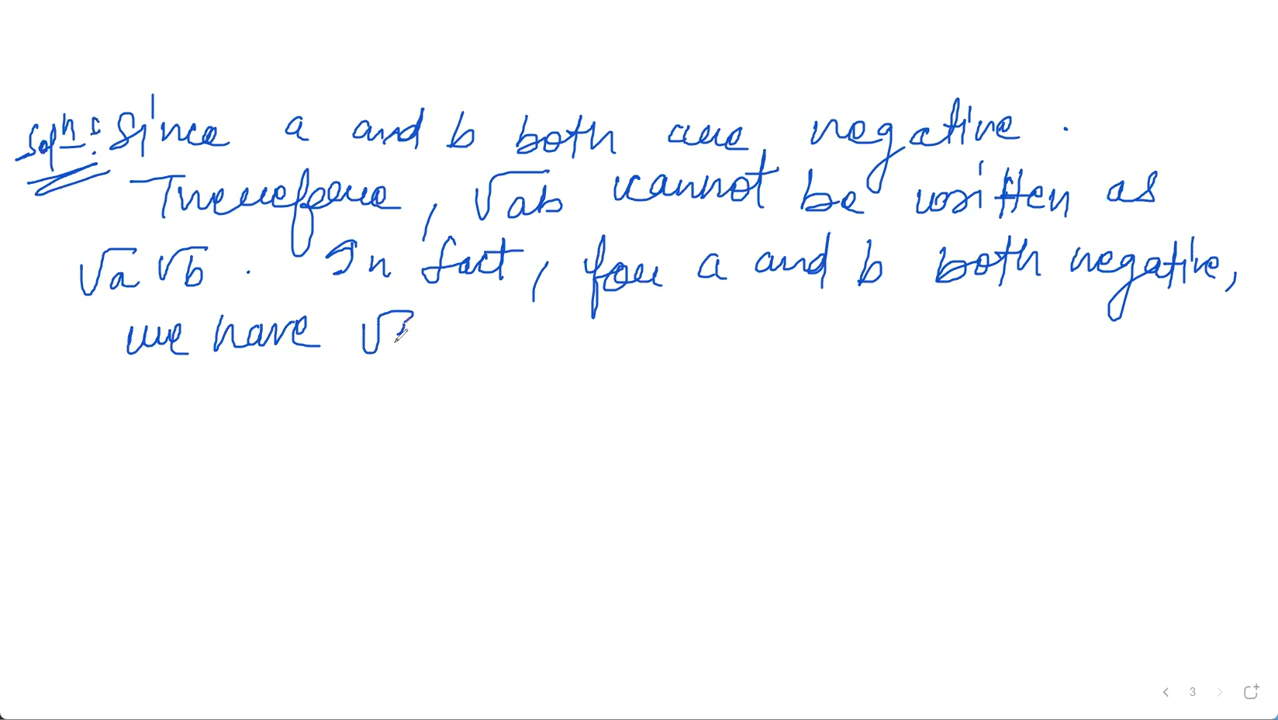 Solⁿ: Since a and b both are negative.
Therefore, √ab cannot be written as
√a √b. In fact, for a and b both negative,
we have √
3